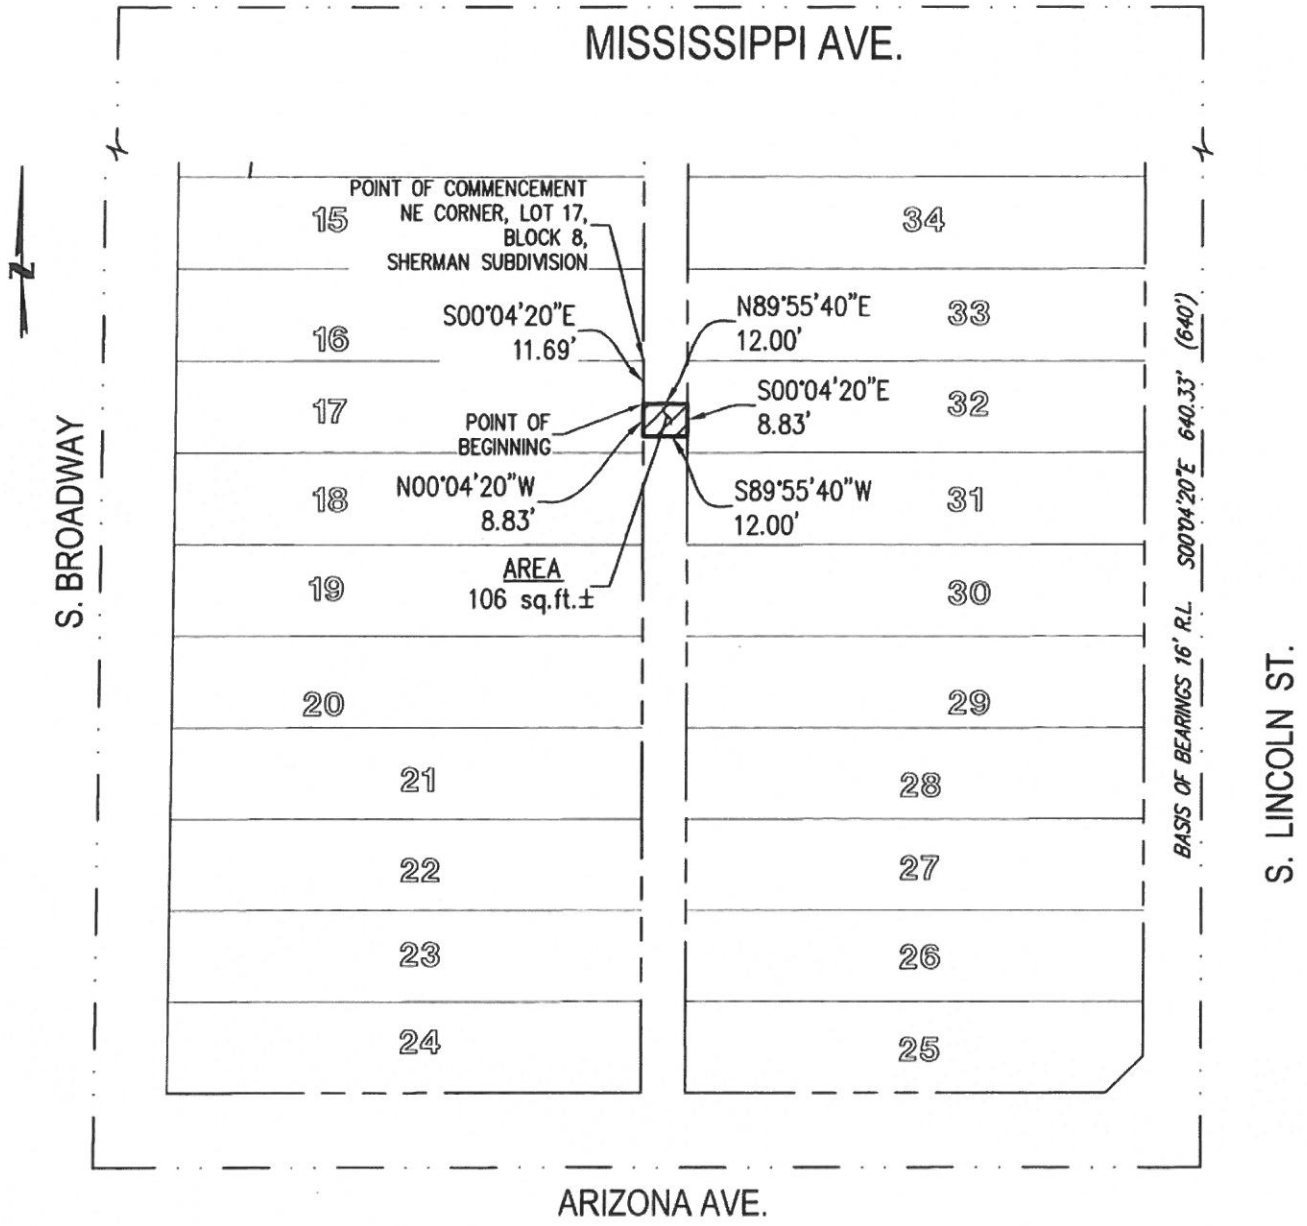 MISSISSIPPI AVE.
POINT OF COMMENCEMENT
NE CORNER, LOT 17,
BLOCK 8,
SHERMAN SUBDIVISION
15
34
S00°04'20"E
11.69'
N89°55'40"E
12.00'
16
33
N
BASIS OF BEARINGS 16' R.L. S00°04'20"E 640.33' (640')
S00°04'20"E
8.83'
17
32
POINT OF
BEGINNING
N00°04'20"W
8.83'
S89°55'40"W
12.00'
18
31
S. BROADWAY
AREA
106 sq.ft.±
19
30
20
29
S. LINCOLN ST.
21
28
22
27
23
26
24
25
ARIZONA AVE.